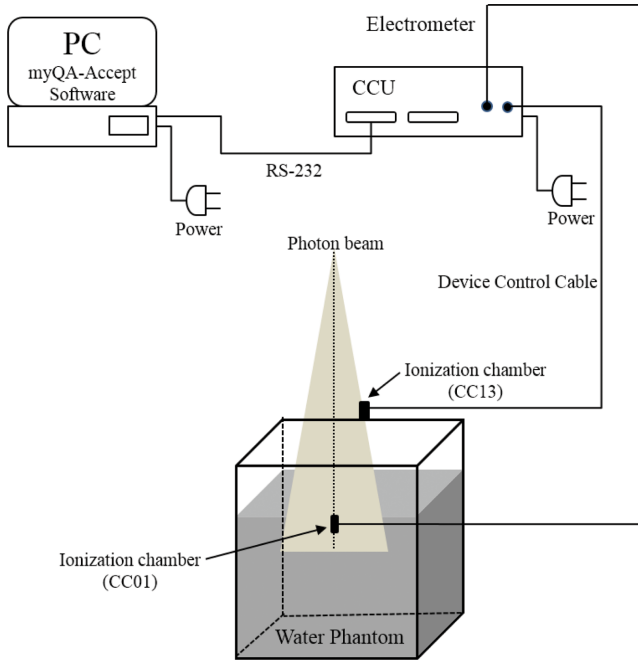 PC
myQA-Accept
Software
Electrometer
CCU
RS-232
Power
Power
Photon beam
Device Control Cable
Ionization chamber
(CC13)
Ionization chamber
(CC01)
Water Phantom